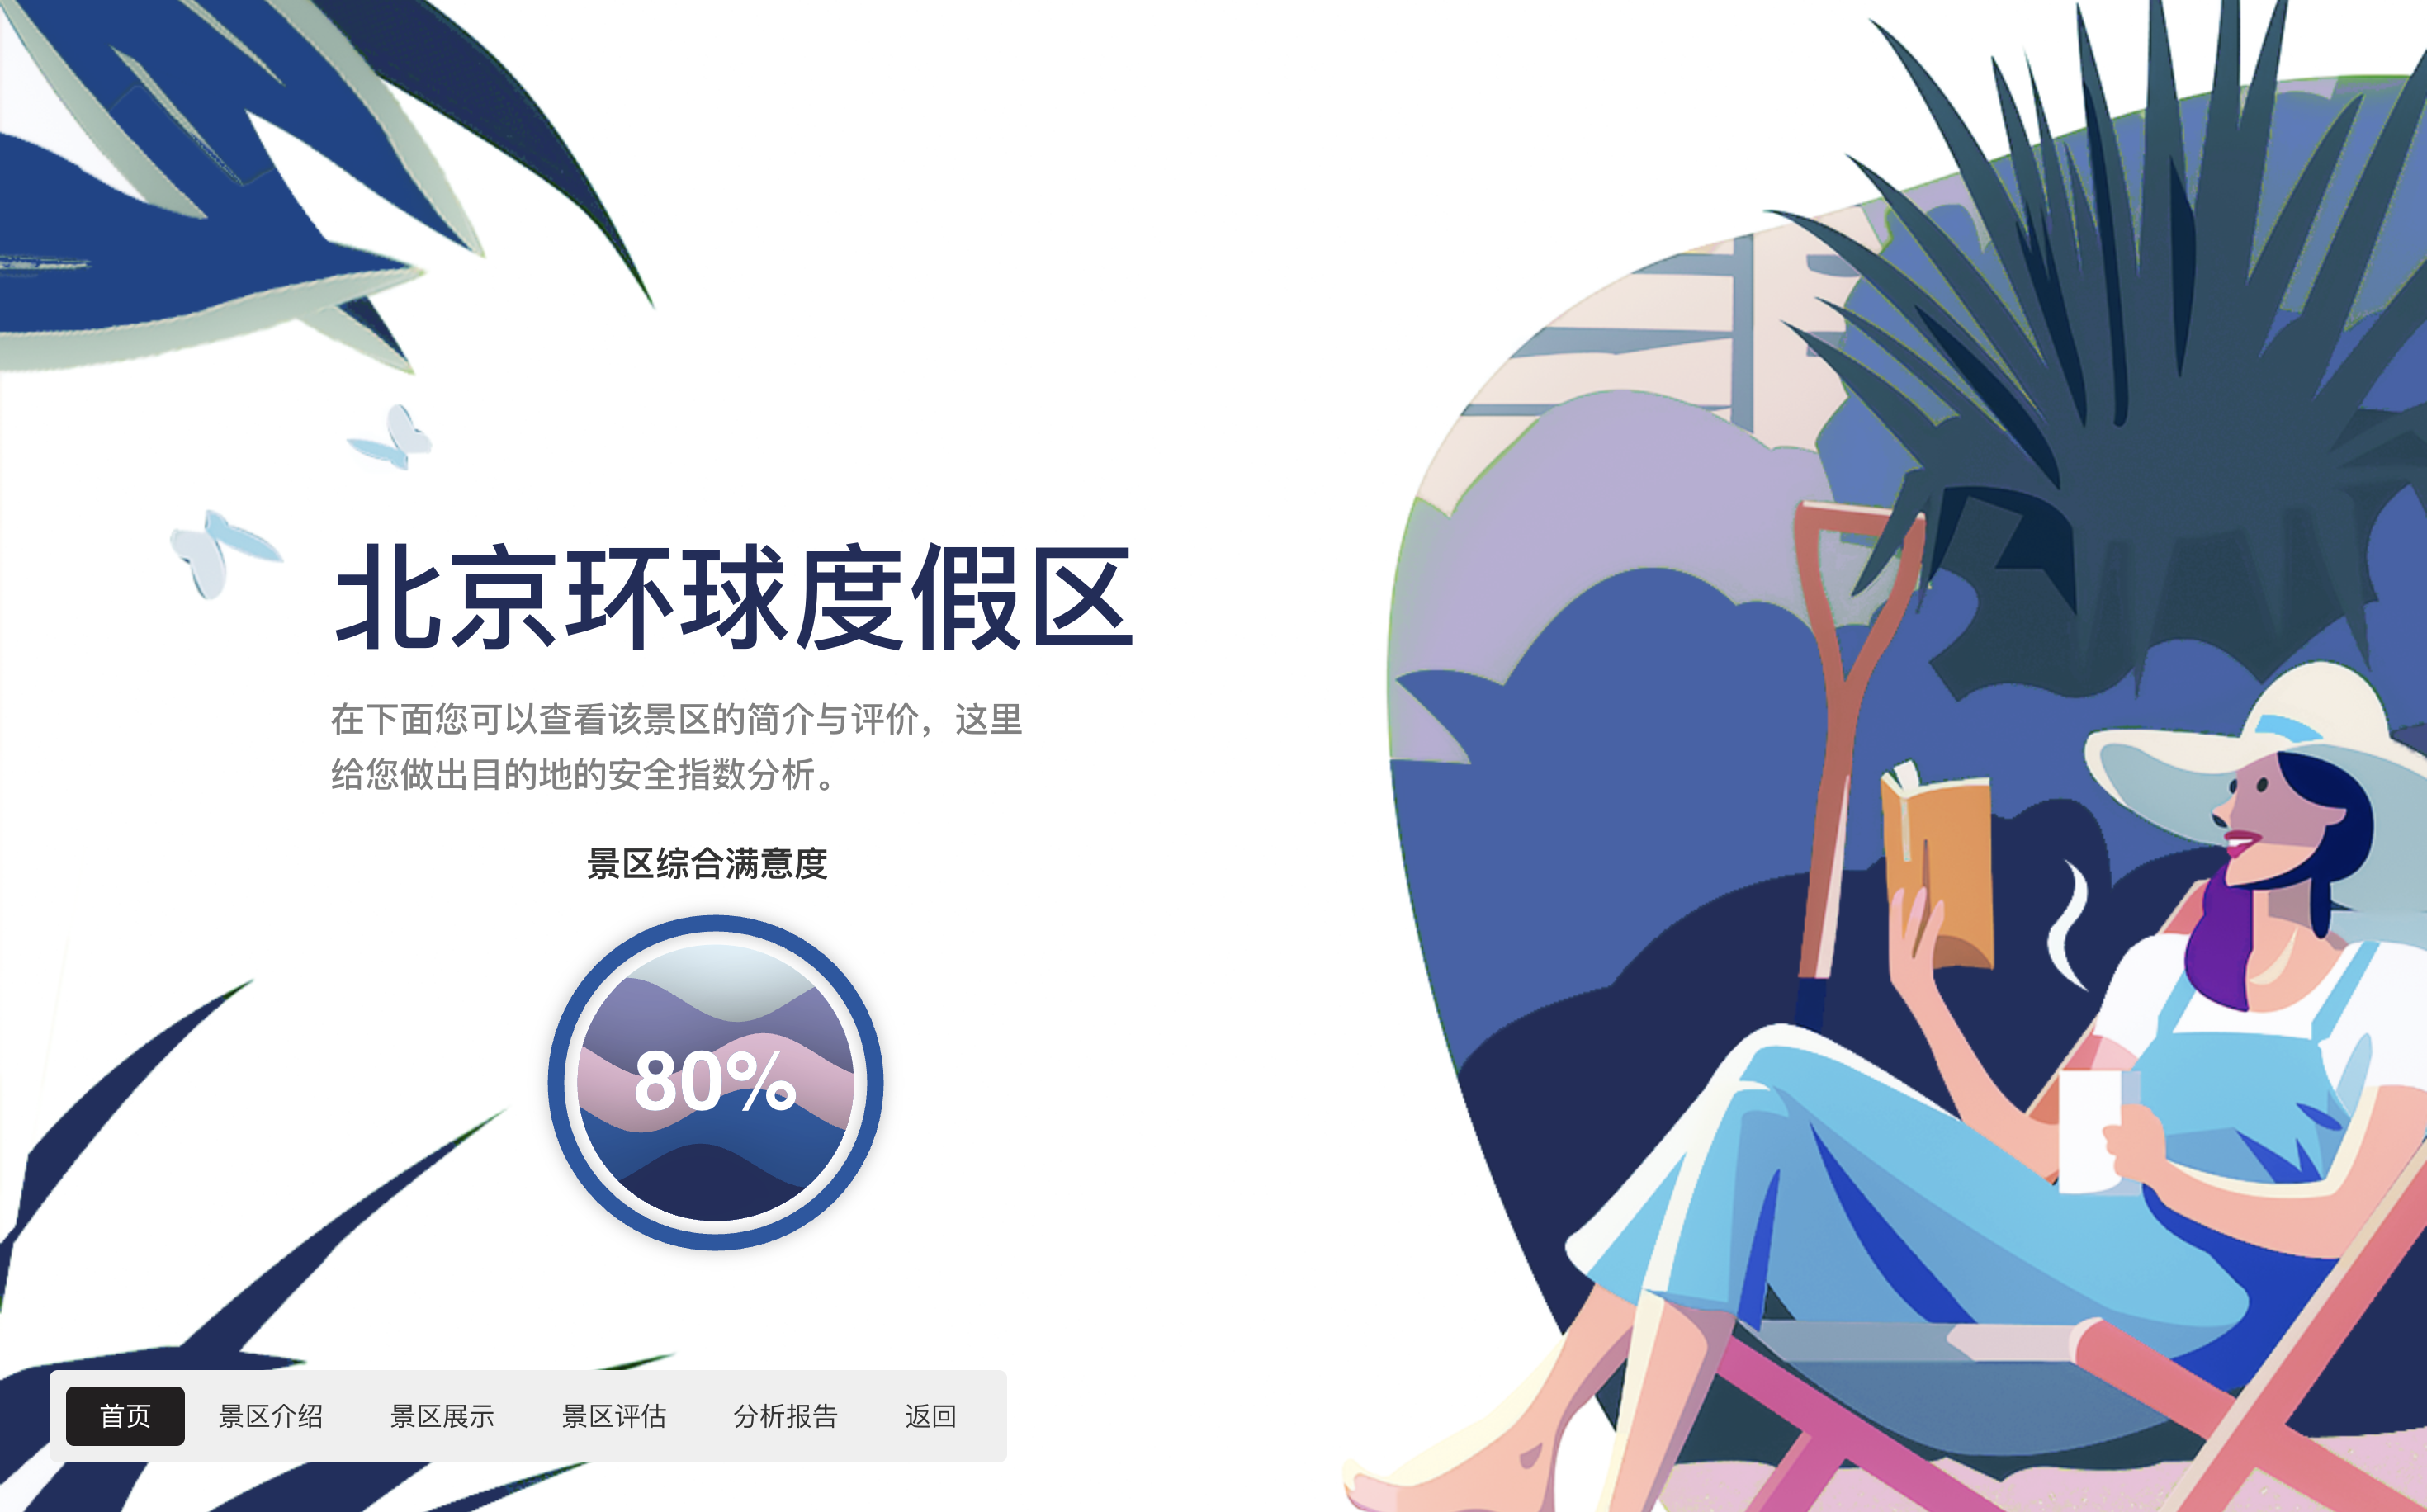 北京环球度假区
在下面您可以查看该景区的简介与评价，这里
给您做出目的地的安全指数分析。
景区综合满意度
80%
首页 景区介绍 景区展示 景区评估 分析报告 返回